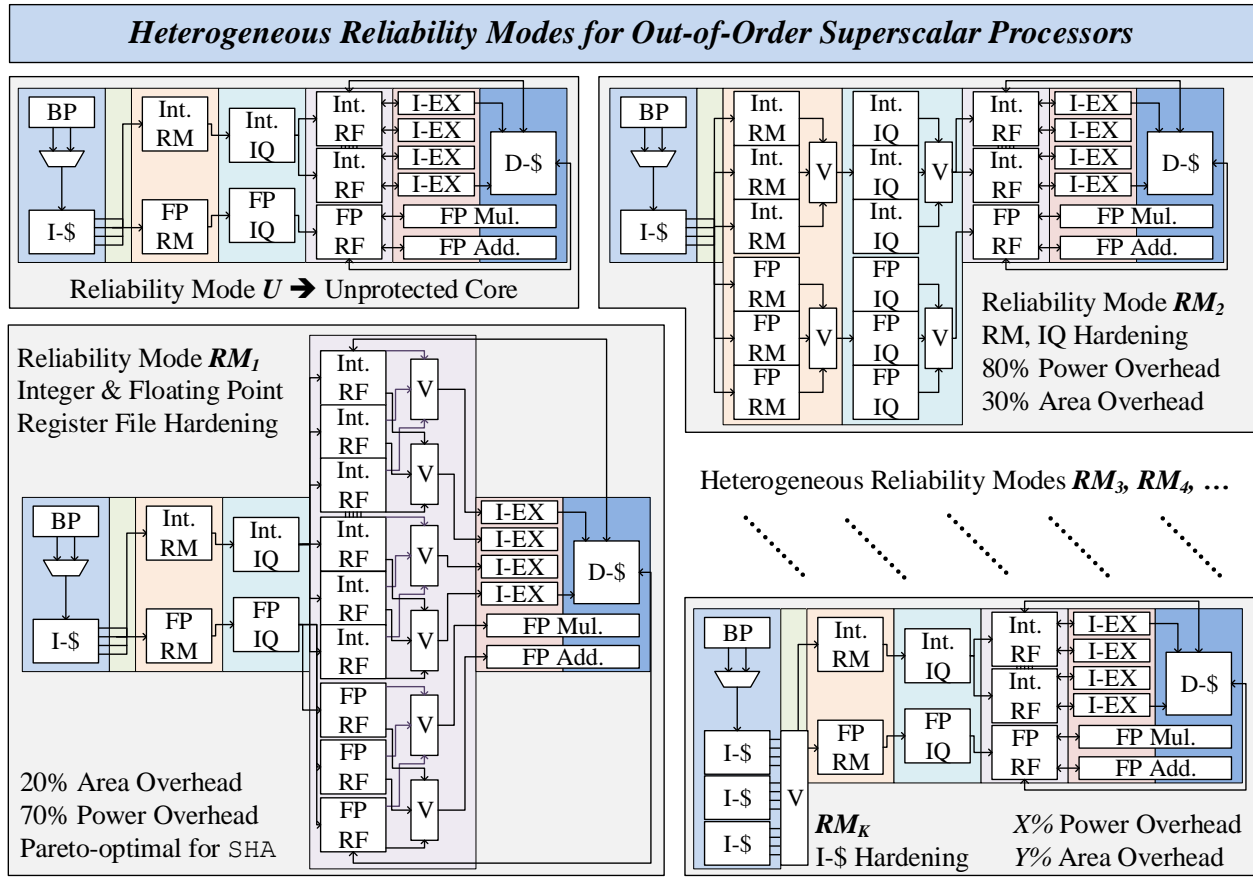 Heterogeneous Reliability Modes for Out-of-Order Superscalar Processors
BP
I-$
Int.
RM
FP
RM
Int.
IQ
FP
IQ
Int.
RF
Int.
RF
FP
RF
I-EX
I-EX
I-EX
I-EX
FP Mul.
FP Add.
D-$
Reliability Mode U ➔ Unprotected Core
BP
I-$
Int.
RM
Int.
RM
Int.
RM
FP
RM
FP
RM
FP
RM
V
V
Int.
IQ
Int.
IQ
Int.
IQ
FP
IQ
FP
IQ
FP
IQ
V
V
Int.
RF
Int.
RF
FP
RF
I-EX
I-EX
I-EX
I-EX
FP Mul.
FP Add.
D-$
Reliability Mode RM2
RM, IQ Hardening
80% Power Overhead
30% Area Overhead
Reliability Mode RM1
Integer & Floating Point
Register File Hardening
BP
I-$
Int.
RM
FP
RM
Int.
IQ
FP
IQ
Int.
RF
Int.
RF
Int.
RF
Int.
RF
Int.
RF
Int.
RF
FP
RF
FP
RF
FP
RF
V
V
V
V
V
V
I-EX
I-EX
I-EX
I-EX
FP Mul.
FP Add.
D-$
20% Area Overhead
70% Power Overhead
Pareto-optimal for SHA
Heterogeneous Reliability Modes RM3, RM4, …
BP
I-$
I-$
I-$
V
Int.
RM
FP
RM
Int.
IQ
FP
IQ
Int.
RF
Int.
RF
FP
RF
I-EX
I-EX
I-EX
I-EX
FP Mul.
FP Add.
D-$
RMK
I-$ Hardening
X% Power Overhead
Y% Area Overhead